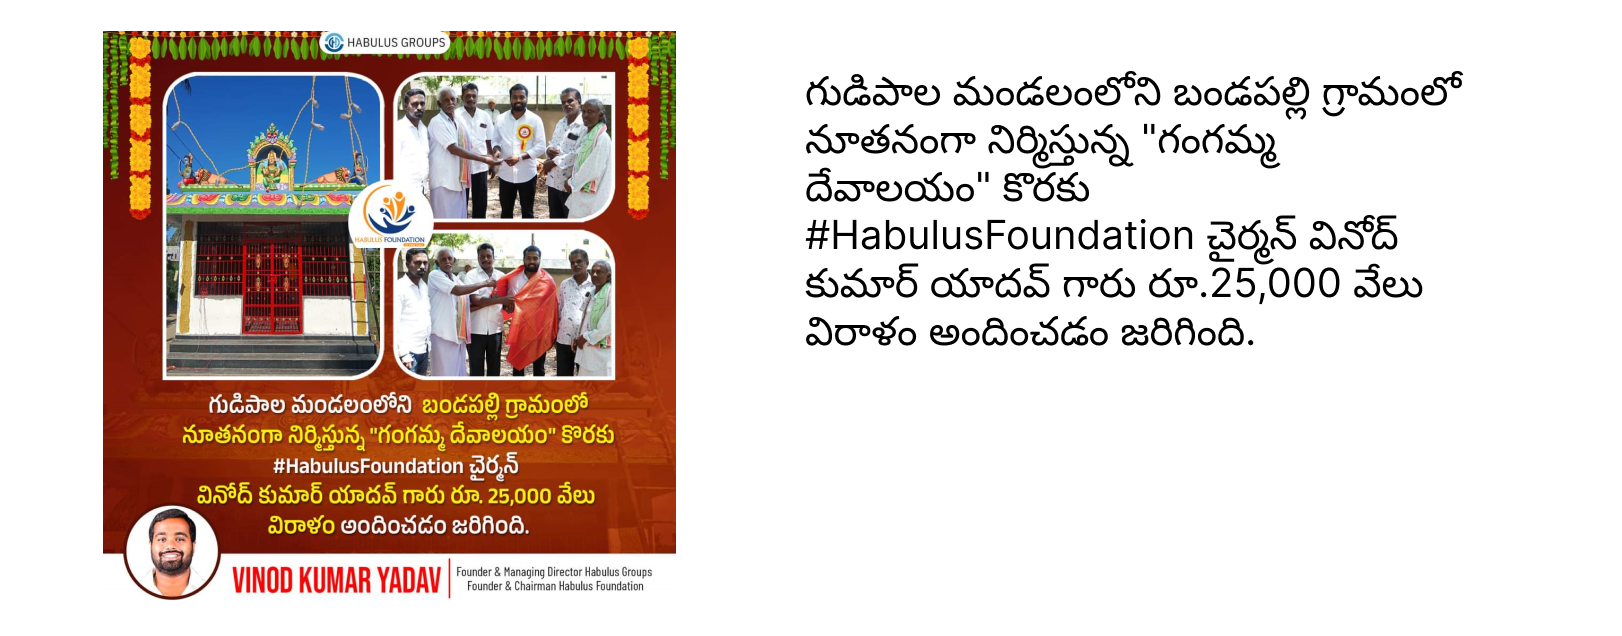 HABULUS GROUPS
HABULUS FOUNDATION
గుడిపాల మండలంలోని బండపల్లి గ్రామంలో
నూతనంగా నిర్మిస్తున్న "గంగమ్మ దేవాలయం" కొరకు
#HabulusFoundation చైర్మన్
వినోద్ కుమార్ యాదవ్ గారు రూ. 25,000 వేలు
విరాళం అందించడం జరిగింది.
VINOD KUMAR YADAV
Founder & Managing Director Habulus Groups
Founder & Chairman Habulus Foundation
గుడిపాల మండలంలోని బండపల్లి గ్రామంలో
నూతనంగా నిర్మిస్తున్న "గంగమ్మ
దేవాలయం" కొరకు
#HabulusFoundation చైర్మన్ వినోద్
కుమార్ యాదవ్ గారు రూ.25,000 వేలు
విరాళం అందించడం జరిగింది.